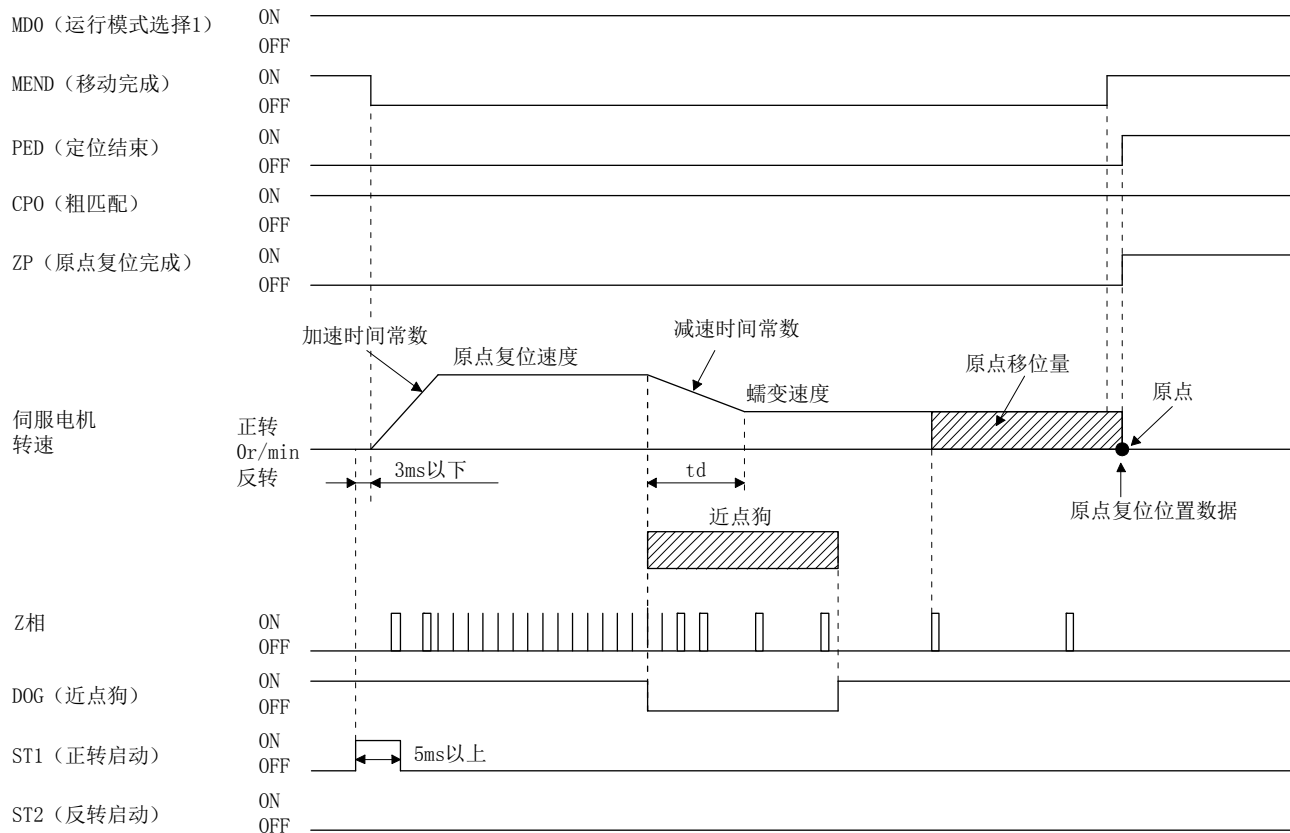 MD0（运行模式选择1）
ON
OFF
MEND（移动完成）
ON
OFF
PED（定位结束）
ON
OFF
CPO（粗匹配）
ON
OFF
ZP（原点复位完成）
ON
OFF
加速时间常数
原点复位速度
减速时间常数
蠕变速度
原点移位量
原点
伺服电机
转速
正转
0r/min
反转
3ms以下
td
原点复位位置数据
近点狗
Z相
ON
OFF
DOG（近点狗）
ON
OFF
ST1（正转启动）
ON
OFF
5ms以上
ST2（反转启动）
ON
OFF